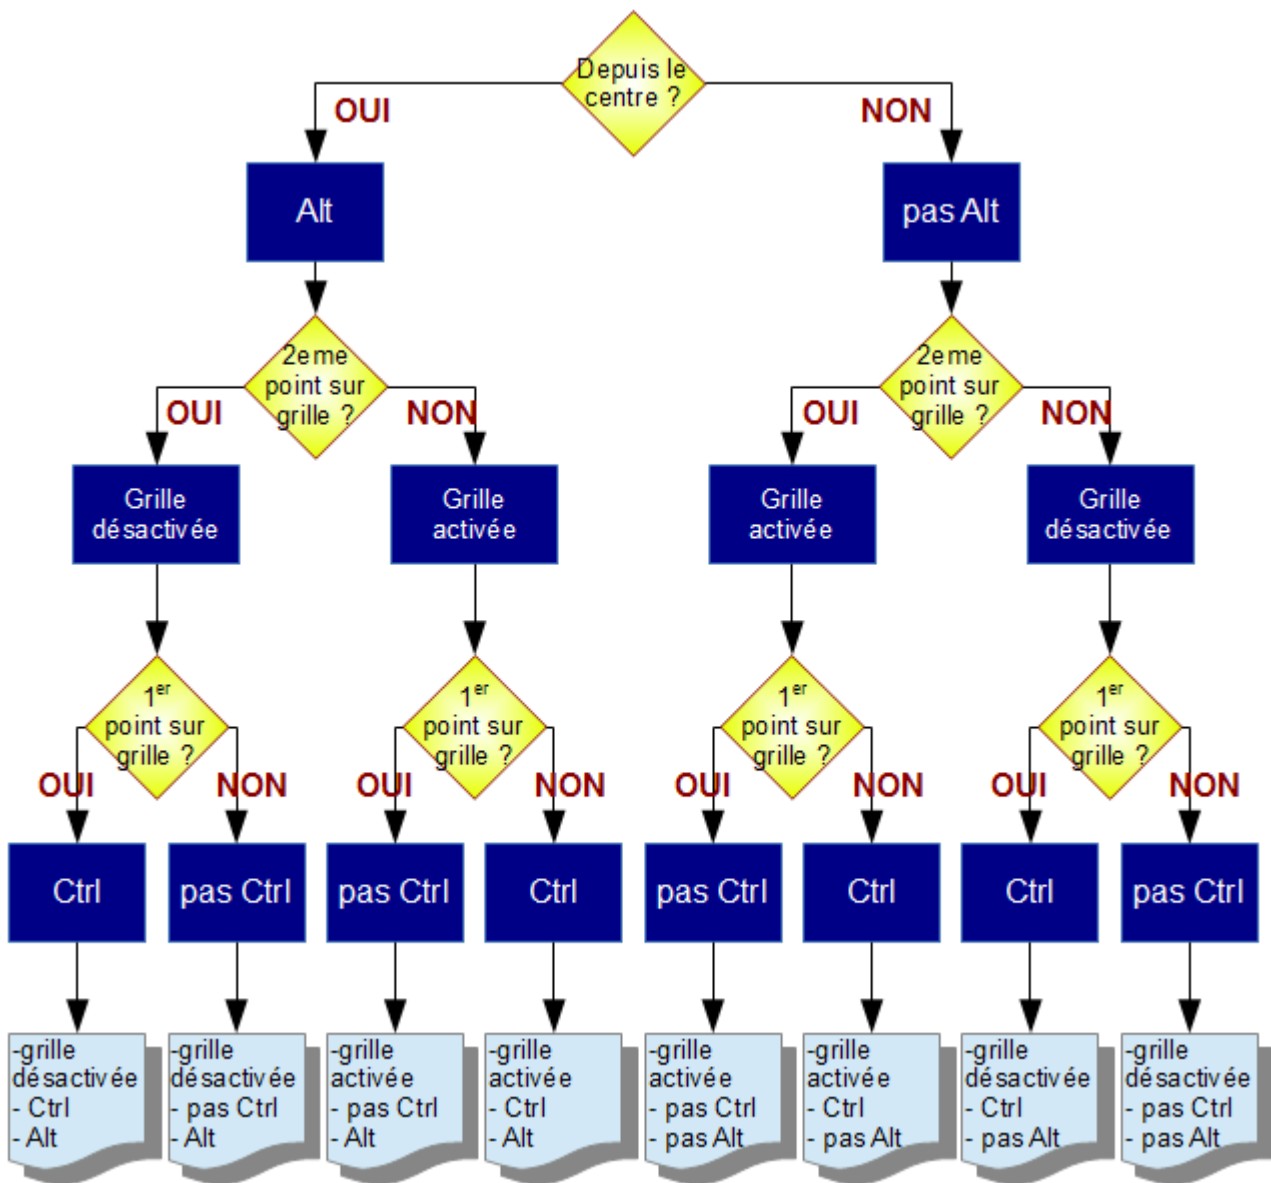 Depuis le
centre ?
OUI
NON
Alt
pas Alt
2eme
point sur
grille ?
OUI
NON
2eme
point sur
grille ?
OUI
NON
Grille
désactivée
Grille
activée
Grille
activée
Grille
désactivée
1er
point sur
grille ?
OUI
NON
1er
point sur
grille ?
OUI
NON
1er
point sur
grille ?
OUI
NON
1er
point sur
grille ?
OUI
NON
Ctrl
pas Ctrl
pas Ctrl
Ctrl
pas Ctrl
Ctrl
Ctrl
pas Ctrl
-grille
désactivée
- Ctrl
- Alt
-grille
désactivée
- pas Ctrl
- Alt
-grille
activée
- pas Ctrl
- Alt
-grille
activée
- Ctrl
- Alt
-grille
activée
- pas Ctrl
- pas Alt
-grille
activée
- Ctrl
- pas Alt
-grille
désactivée
- Ctrl
- pas Alt
-grille
désactivée
- pas Ctrl
- pas Alt